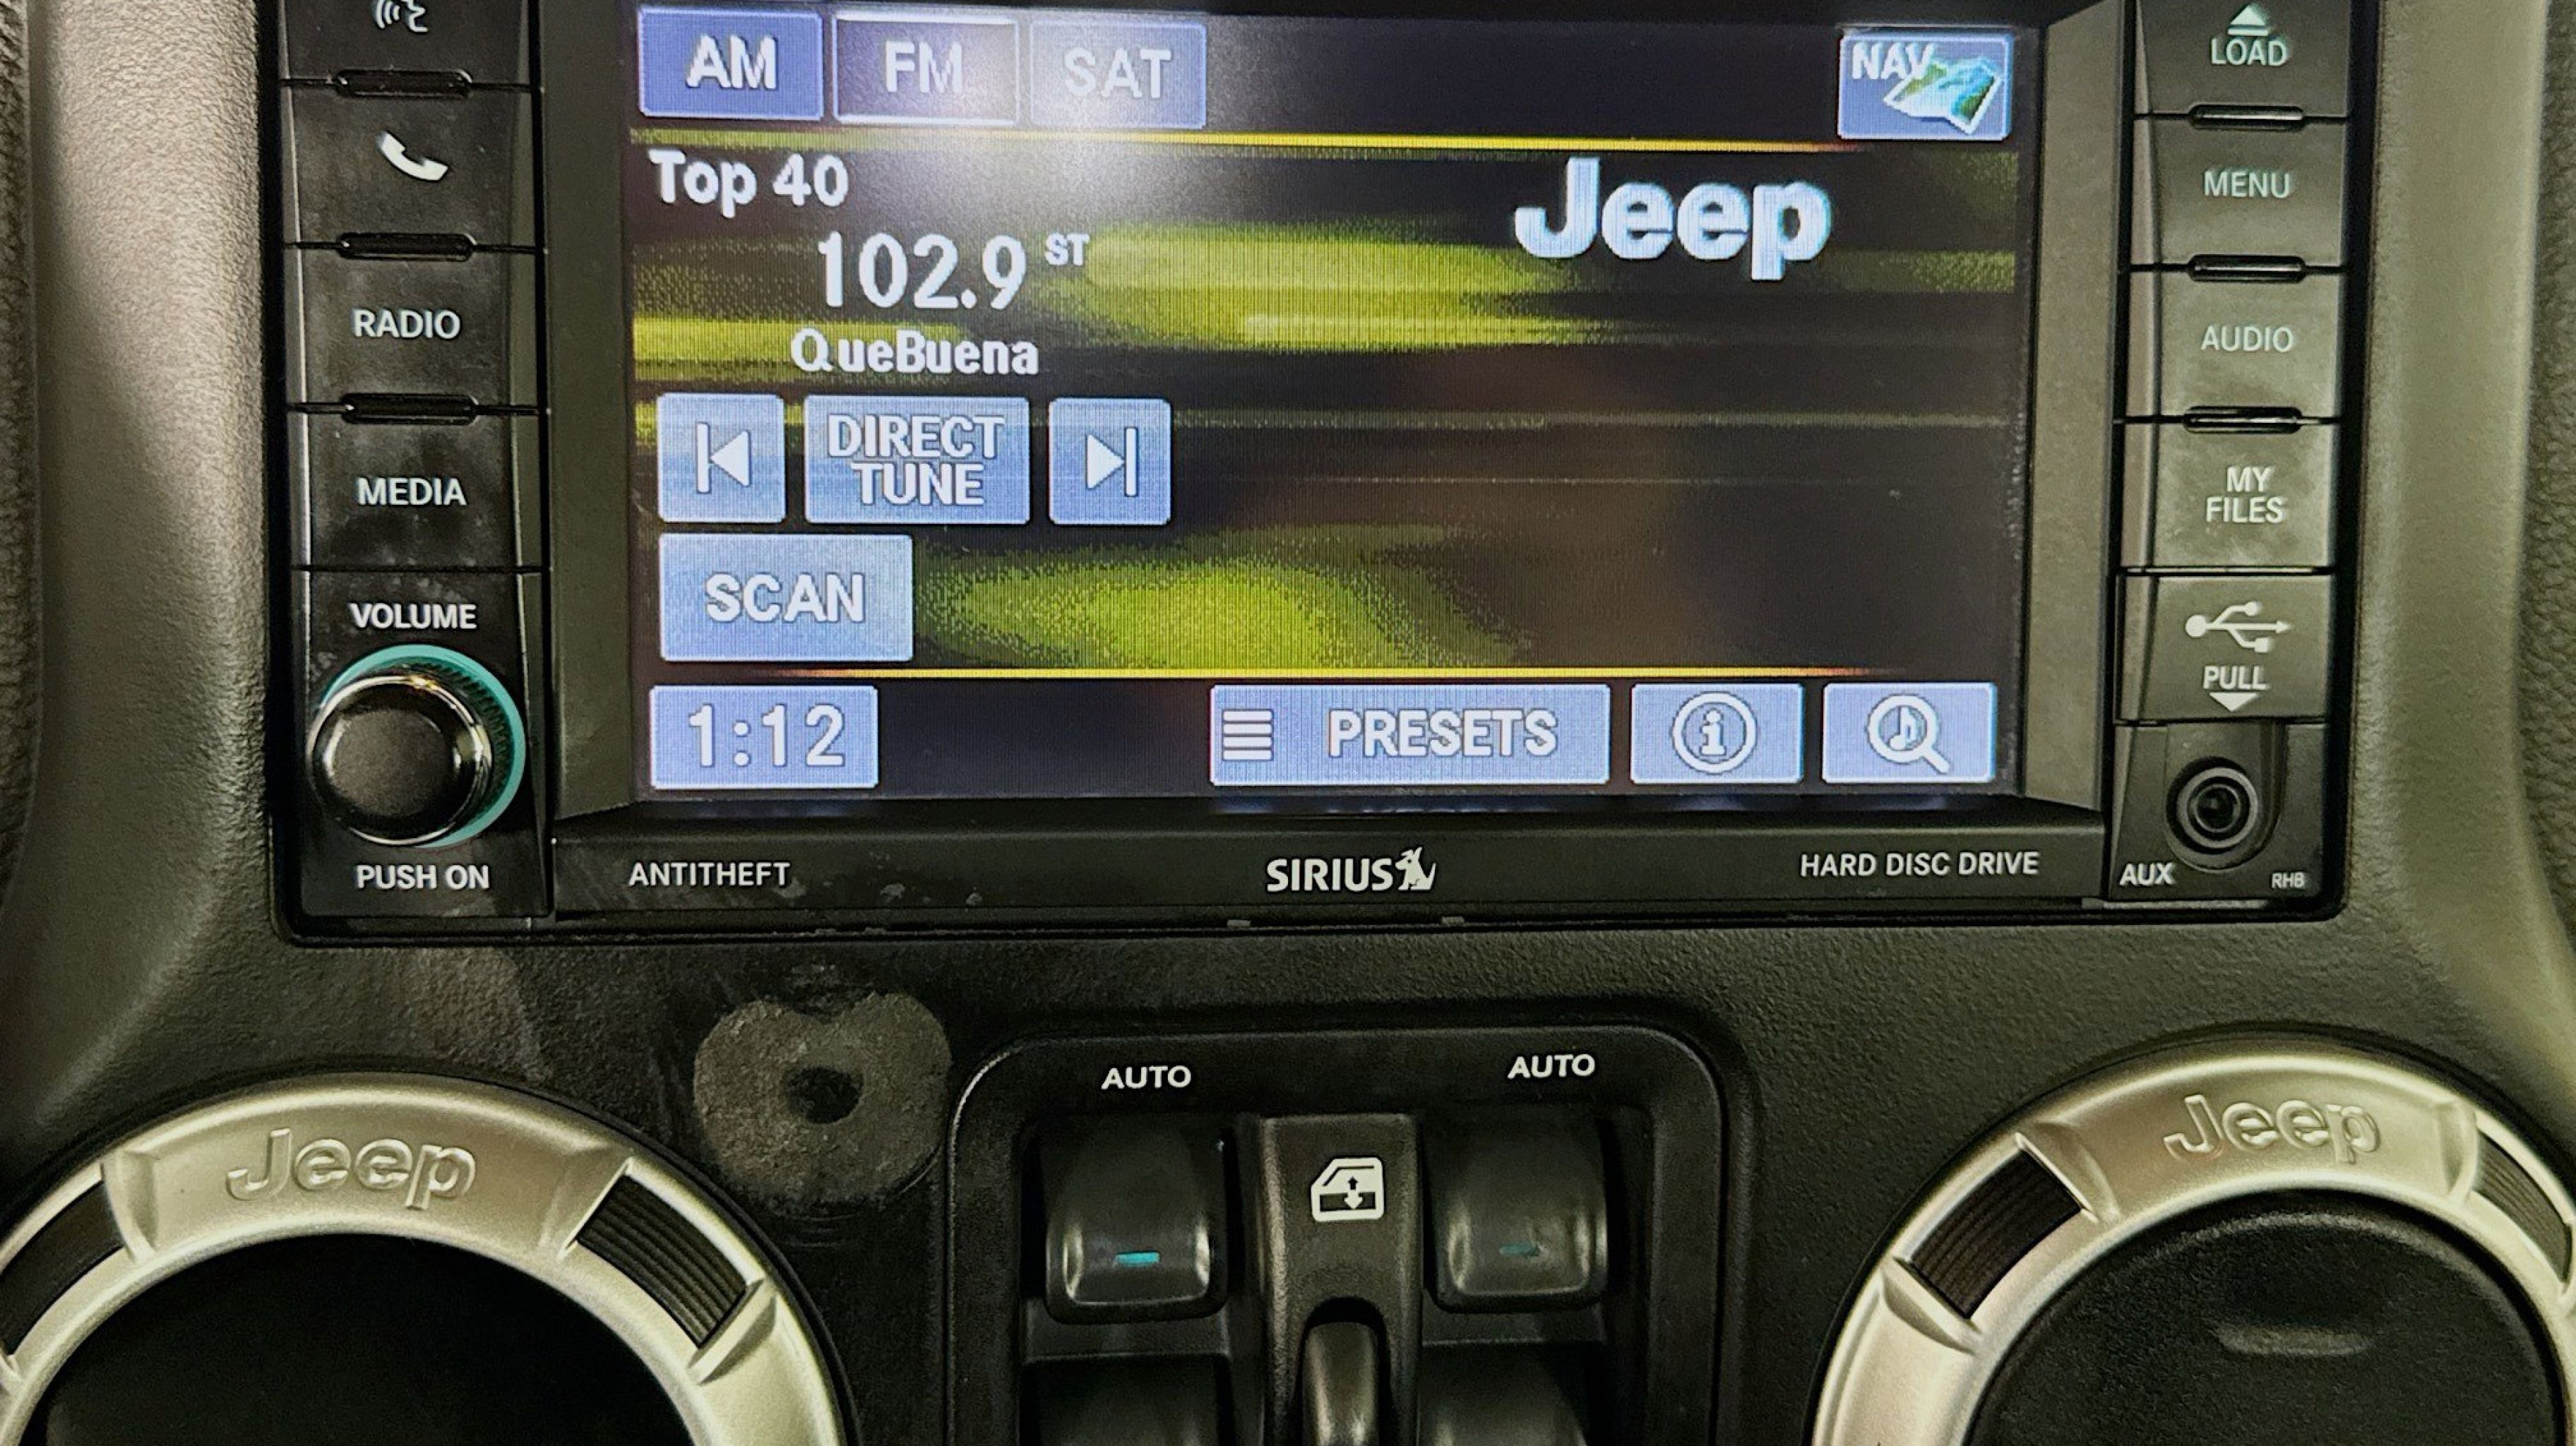 AM FM SAT NAV
LOAD
Top 40
Jeep
MENU
102.9 ST
QueBuena
RADIO
AUDIO
DIRECT
TUNE
MEDIA
MY
FILES
SCAN
VOLUME
PULL
1:12 PRESETS
PUSH ON
ANTITHEFT
SIRIUS
HARD DISC DRIVE
AUX RHB
AUTO AUTO
Jeep Jeep